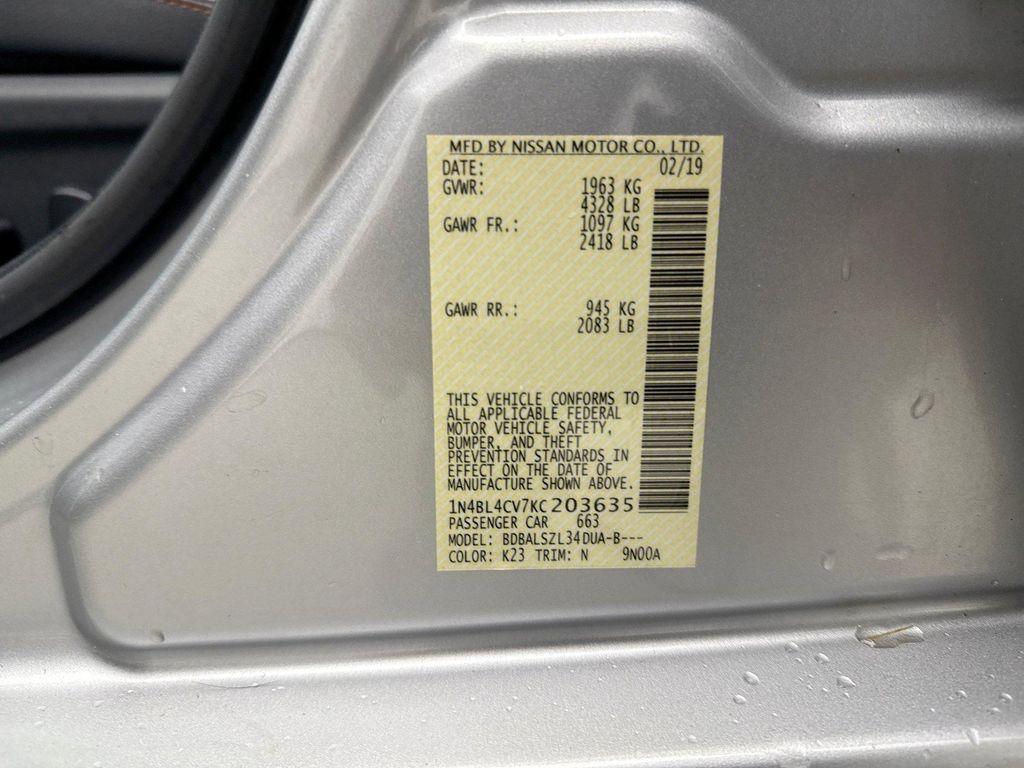 MFD BY NISSAN MOTOR CO., LTD.
DATE: 02/19
GVWR: 1963 KG
4328 LB
GAWR FR.: 1097 KG
2418 LB
GAWR RR.: 945 KG
2083 LB
THIS VEHICLE CONFORMS TO
ALL APPLICABLE FEDERAL
MOTOR VEHICLE SAFETY,
BUMPER, AND THEFT
PREVENTION STANDARDS IN
EFFECT ON THE DATE OF
MANUFACTURE SHOWN ABOVE.
1N4BL4CV7KC203635
PASSENGER CAR 663
MODEL: BDBALSZL34DUA-B---
COLOR: K23 TRIM: N 9N00A